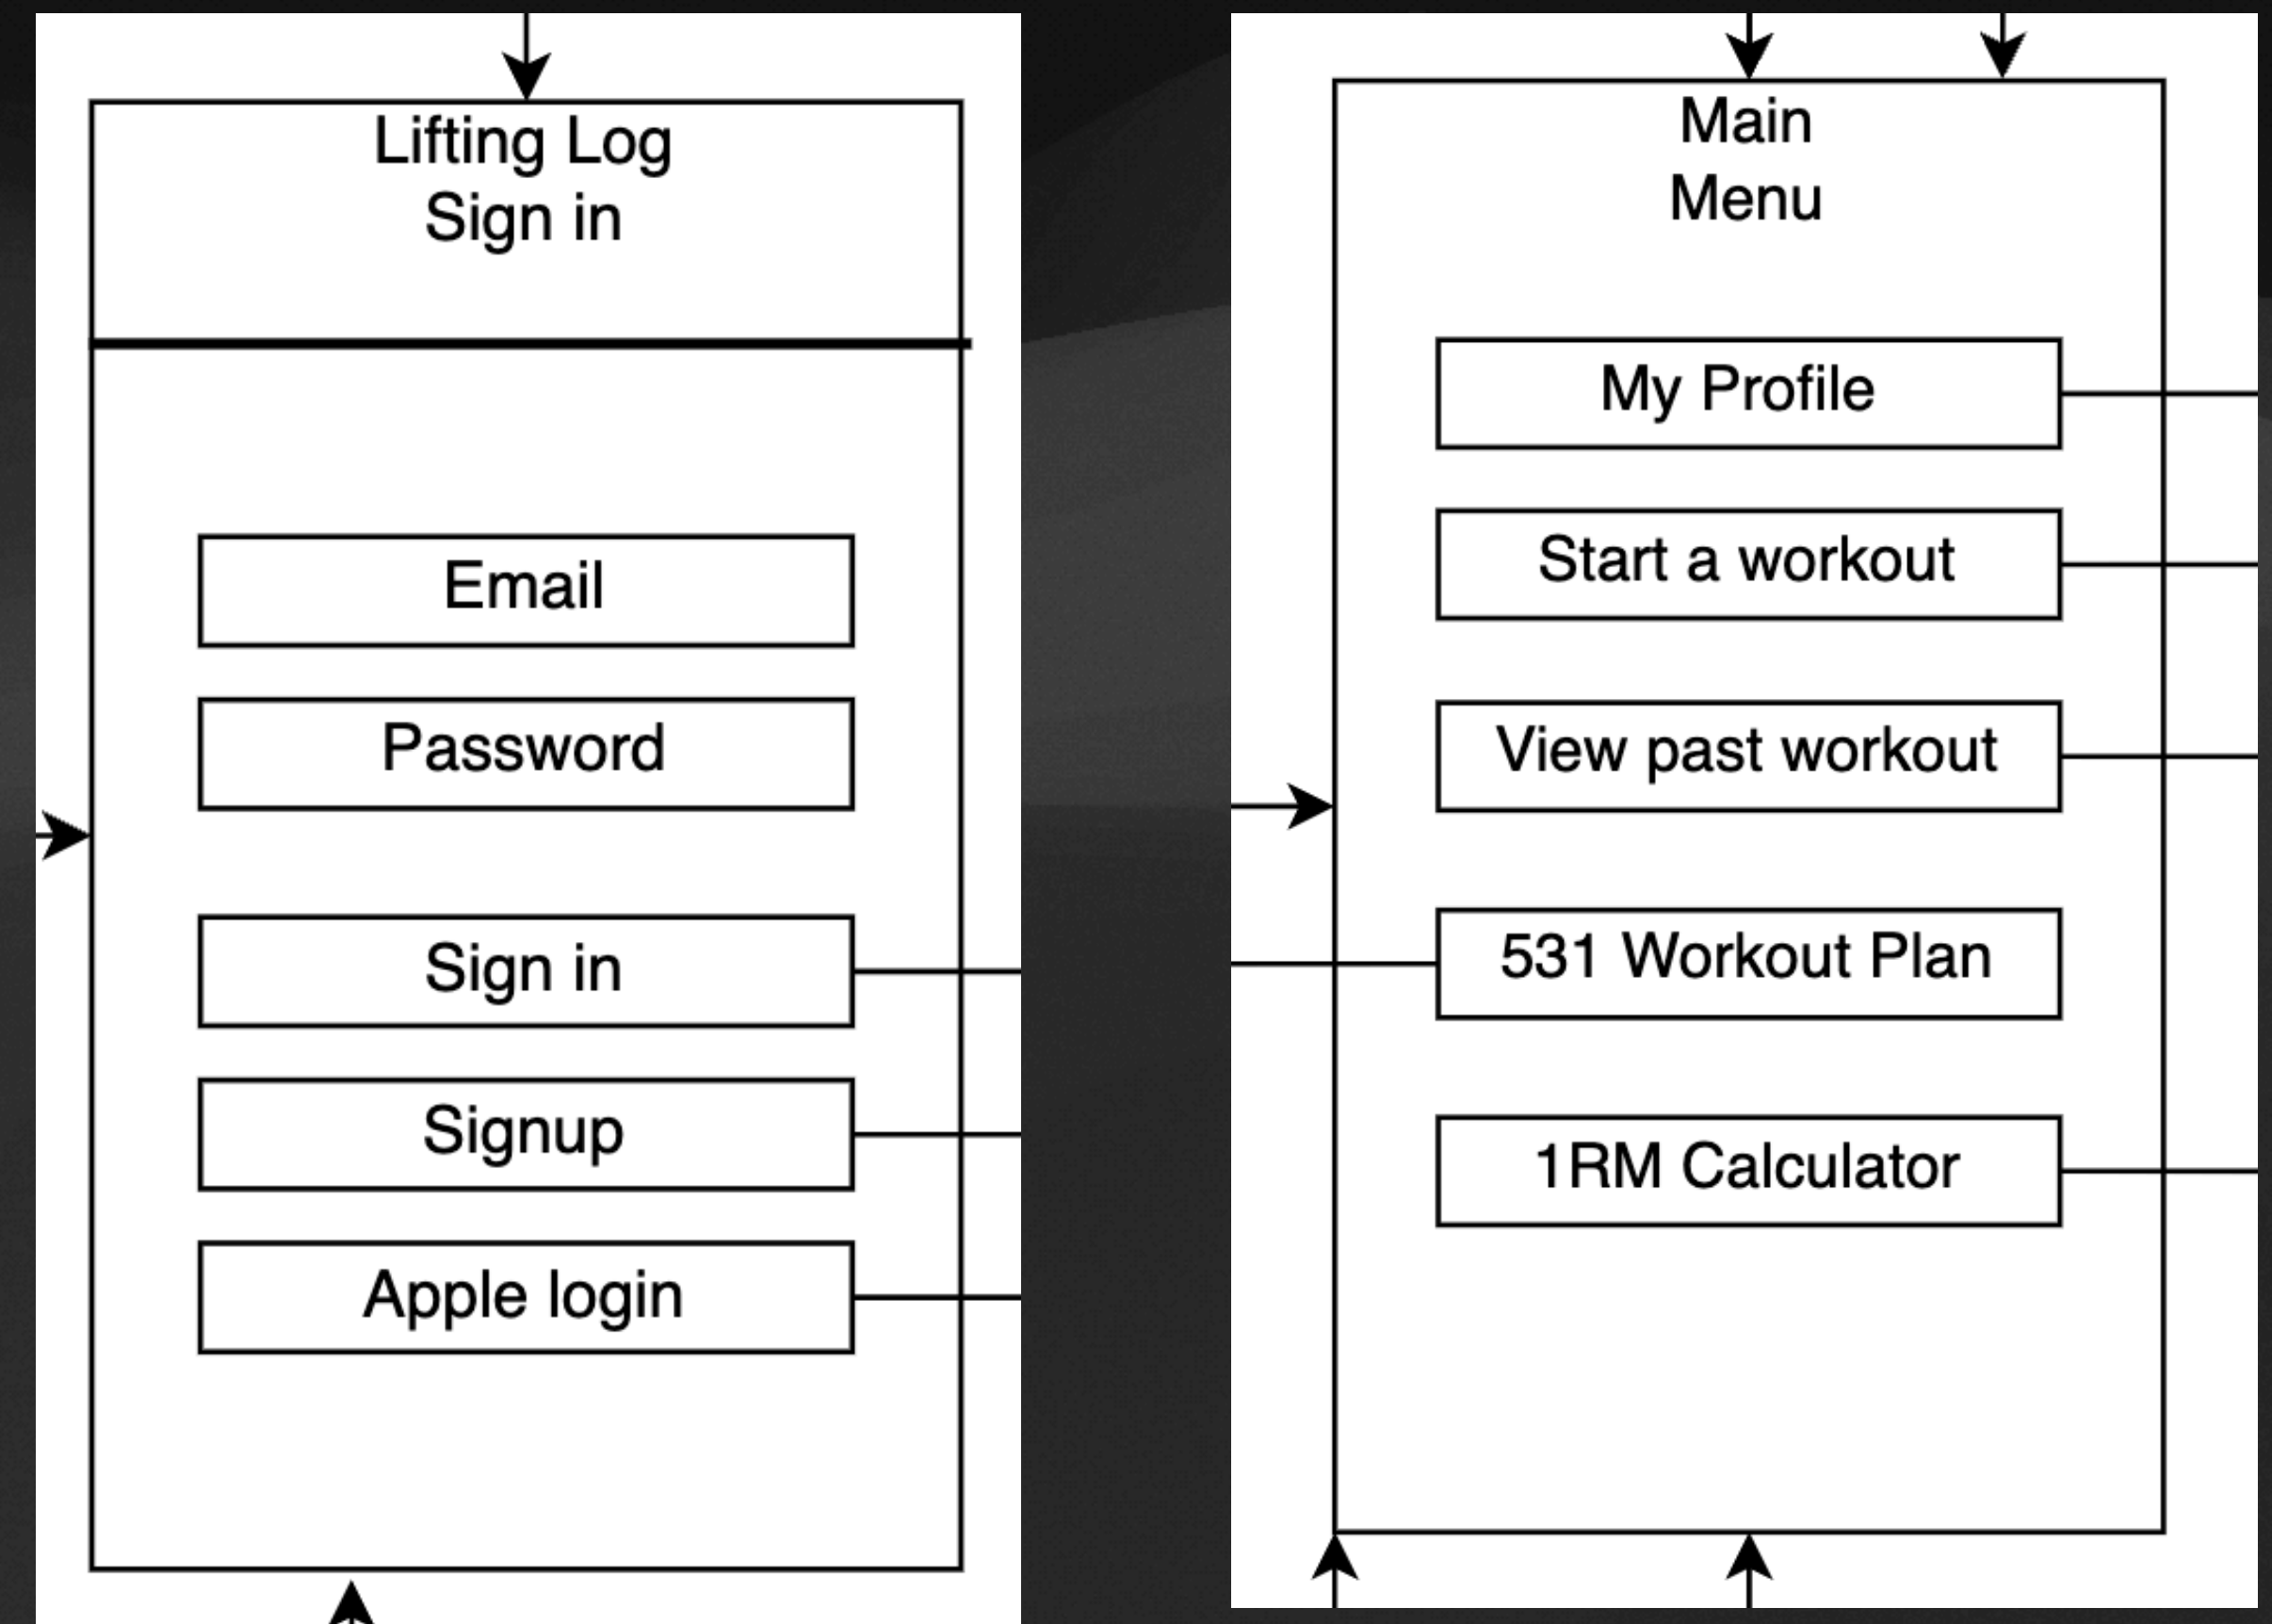 Lifting Log
Sign in
Email
Password
Sign in
Signup
Apple login
Main
Menu
My Profile
Start a workout
View past workout
531 Workout Plan
1RM Calculator